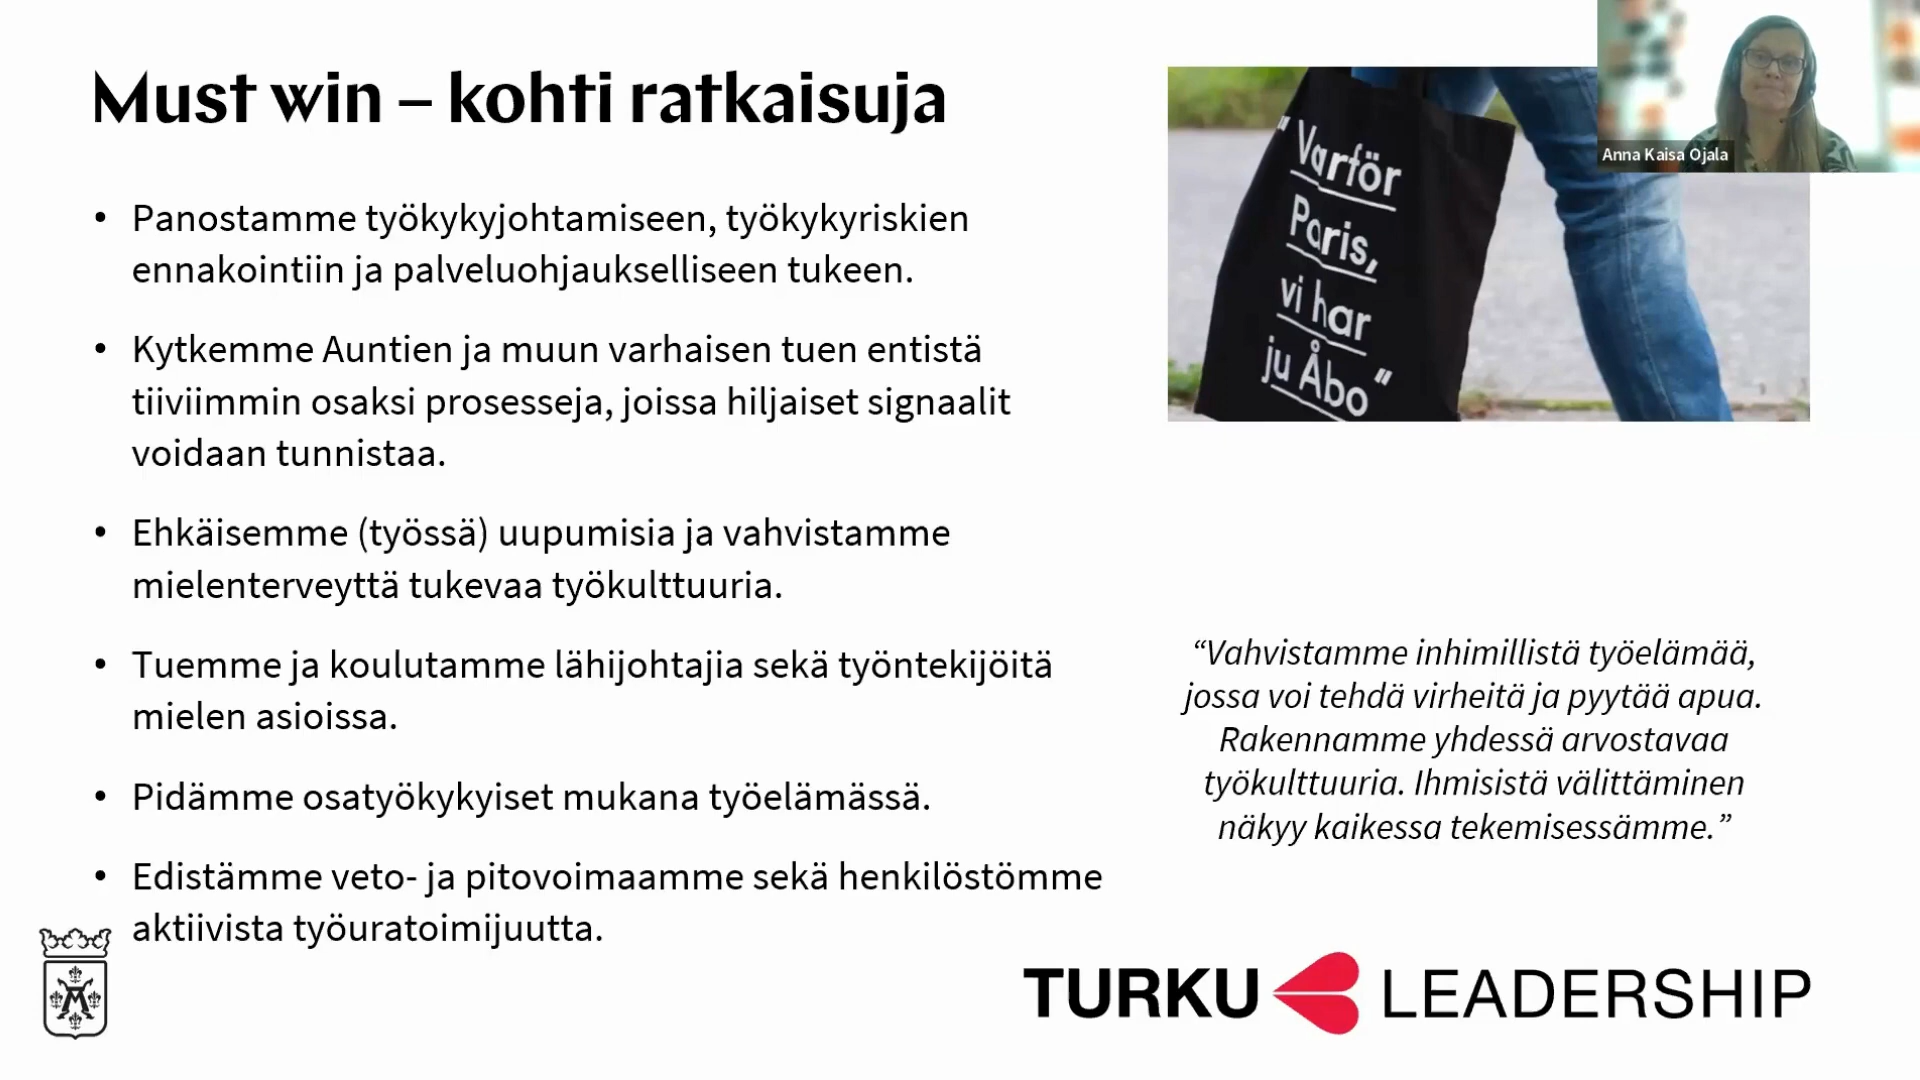 Must win – kohti ratkaisuja
• Panostamme työkykyjohtamiseen, työkykyriskien
ennakointiin ja palveluohjaukselliseen tukeen.
• Kytkemme Auntien ja muun varhaisen tuen entistä
tiiviimmin osaksi prosesseja, joissa hiljaiset signaalit
voidaan tunnistaa.
• Ehkäisemme (työssä) uupumisia ja vahvistamme
mielenterveyttä tukevaa työkulttuuria.
• Tuemme ja koulutamme lähijohtajia sekä työntekijöitä
mielen asioissa.
• Pidämme osatyökykyiset mukana työelämässä.
• Edistämme veto- ja pitovoimaamme sekä henkilöstömme
aktiivista työuratoimijuutta.
"Varför
Paris,
vi har
ju Åbo"
Anna Kaisa Ojala
“Vahvistamme inhimillistä työelämää,
jossa voi tehdä virheitä ja pyytää apua.
Rakennamme yhdessä arvostavaa
työkulttuuria. Ihmisistä välittäminen
näkyy kaikessa tekemisessämme.”
TURKU LEADERSHIP